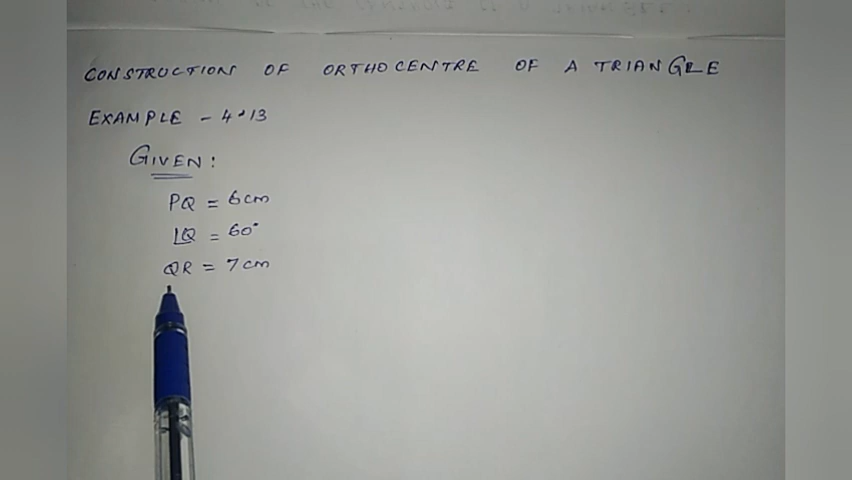 CONSTRUCTION OF ORTHOCENTRE OF A TRIANGLE
EXAMPLE - 4.13
GIVEN:
PQ = 6cm
∠Q = 60°
QR = 7cm